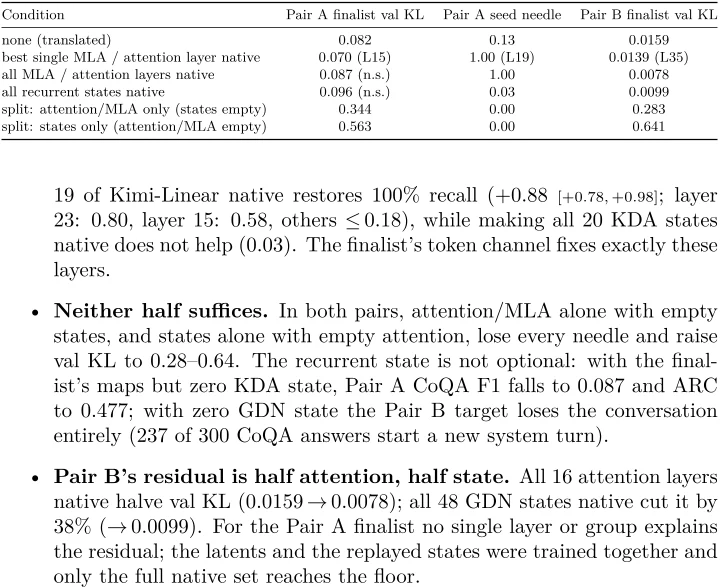 Condition Pair A finalist val KL Pair A seed needle Pair B finalist val KL
none (translated) 0.082 0.13 0.0159
best single MLA / attention layer native 0.070 (L15) 1.00 (L19) 0.0139 (L35)
all MLA / attention layers native 0.087 (n.s.) 1.00 0.0078
all recurrent states native 0.096 (n.s.) 0.03 0.0099
split: attention/MLA only (states empty) 0.344 0.00 0.283
split: states only (attention/MLA empty) 0.563 0.00 0.641
19 of Kimi-Linear native restores 100% recall (+0.88 [+0.78, +0.98]; layer
23: 0.80, layer 15: 0.58, others ≤ 0.18), while making all 20 KDA states
native does not help (0.03). The finalist's token channel fixes exactly these
layers.
• Neither half suffices. In both pairs, attention/MLA alone with empty
states, and states alone with empty attention, lose every needle and raise
val KL to 0.28–0.64. The recurrent state is not optional: with the final-
ist's maps but zero KDA state, Pair A CoQA F1 falls to 0.087 and ARC
to 0.477; with zero GDN state the Pair B target loses the conversation
entirely (237 of 300 CoQA answers start a new system turn).
• Pair B's residual is half attention, half state. All 16 attention layers
native halve val KL (0.0159 → 0.0078); all 48 GDN states native cut it by
38% (→ 0.0099). For the Pair A finalist no single layer or group explains
the residual; the latents and the replayed states were trained together and
only the full native set reaches the floor.